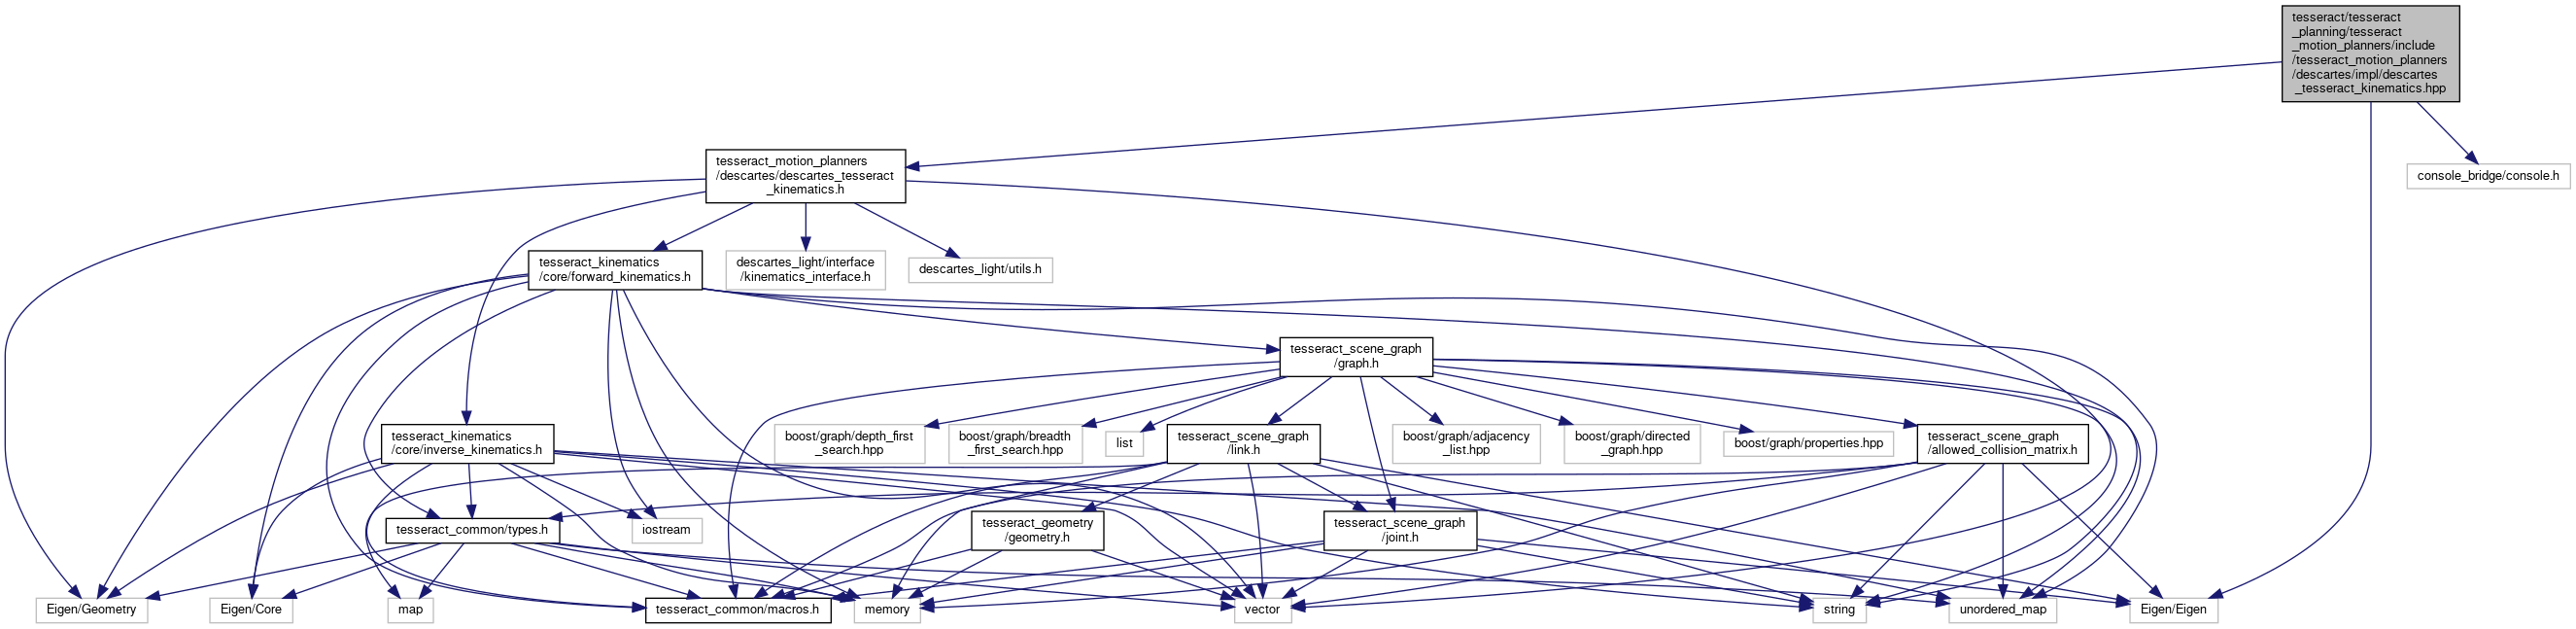 tesseract/tesseract
_planning/tesseract
_motion_planners/include
/tesseract_motion_planners
/descartes/impl/descartes
_tesseract_kinematics.hpp
tesseract_motion_planners
/descartes/descartes_tesseract
_kinematics.h
console_bridge/console.h
tesseract_kinematics
/core/forward_kinematics.h
descartes_light/interface
/kinematics_interface.h
descartes_light/utils.h
tesseract_scene_graph
/graph.h
tesseract_kinematics
/core/inverse_kinematics.h
boost/graph/depth_first
_search.hpp
boost/graph/breadth
_first_search.hpp
list
tesseract_scene_graph
/link.h
boost/graph/adjacency
_list.hpp
boost/graph/directed
_graph.hpp
boost/graph/properties.hpp
tesseract_scene_graph
/allowed_collision_matrix.h
tesseract_common/types.h
iostream
tesseract_geometry
/geometry.h
tesseract_scene_graph
/joint.h
Eigen/Geometry
Eigen/Core
map
tesseract_common/macros.h
memory
vector
string
unordered_map
Eigen/Eigen